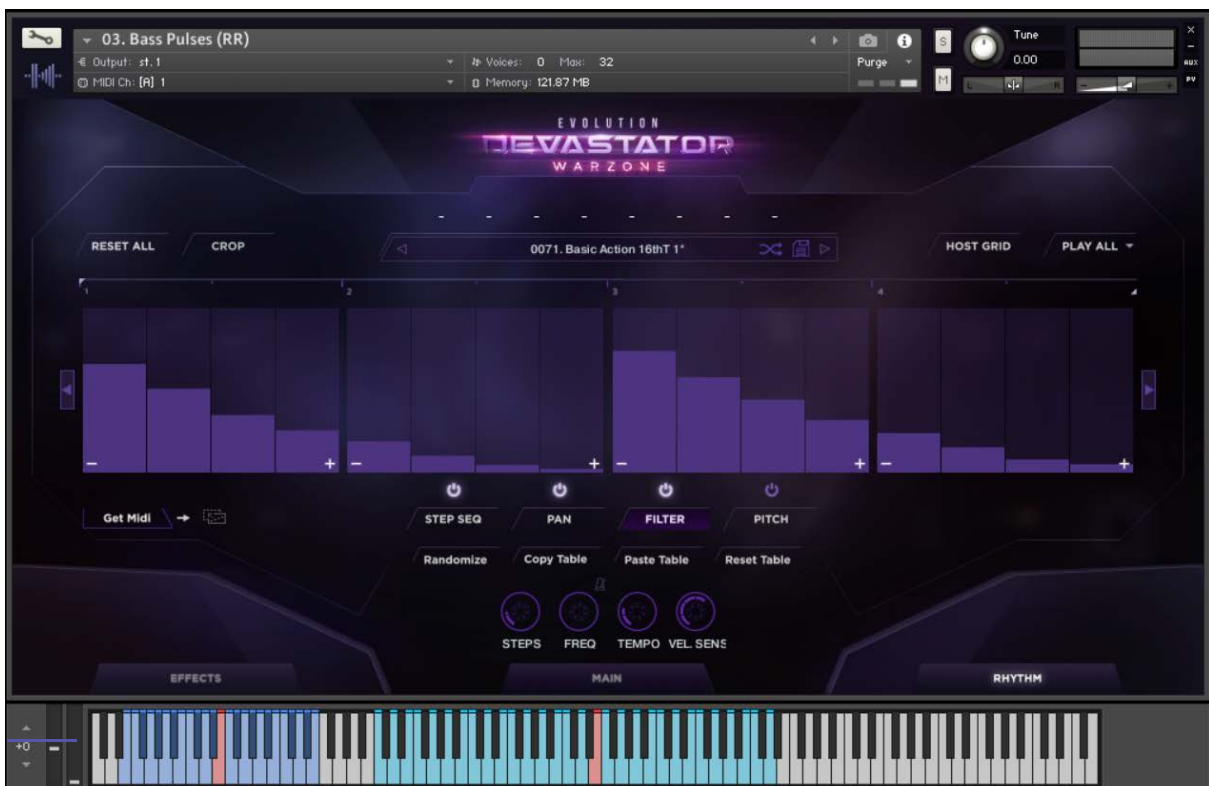 03. Bass Pulses (RR)
Output: st. 1
Voices: 0 Max: 32
Purge
MIDI Ch: [A] 1
Memory: 121.87 MB
S
M
Tune
0.00
L
R
AUX
PV
EVOLUTION
DEVASTATOR
WARZONE
- - - - - - - -
RESET ALL
CROP
0071. Basic Action 16thT 1*
HOST GRID
PLAY ALL
1 2 3 4
- + - + - + - +
STEP SEQ
PAN
FILTER
PITCH
Get Midi
Randomize
Copy Table
Paste Table
Reset Table
STEPS
FREQ
TEMPO
VEL. SENS
EFFECTS
MAIN
RHYTHM
+0